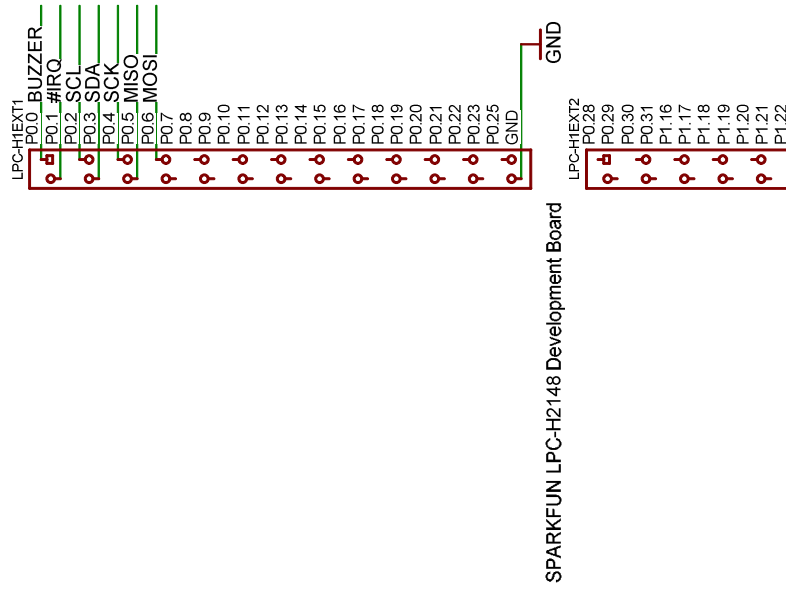 BUZZER
#IRQ
SCL
SDA
SCK
MISO
MOSI
GND
LPC-H1EXT1
P0.0
P0.1
P0.2
P0.3
P0.4
P0.5
P0.6
P0.7
P0.8
P0.9
P0.10
P0.11
P0.12
P0.13
P0.14
P0.15
P0.16
P0.17
P0.18
P0.19
P0.20
P0.21
P0.22
P0.23
P0.25
GND
LPC-H1EXT2
P0.28
P0.29
P0.30
P0.31
P1.16
P1.17
P1.18
P1.19
P1.20
P1.21
P1.22
SPARKFUN LPC-H2148 Development Board